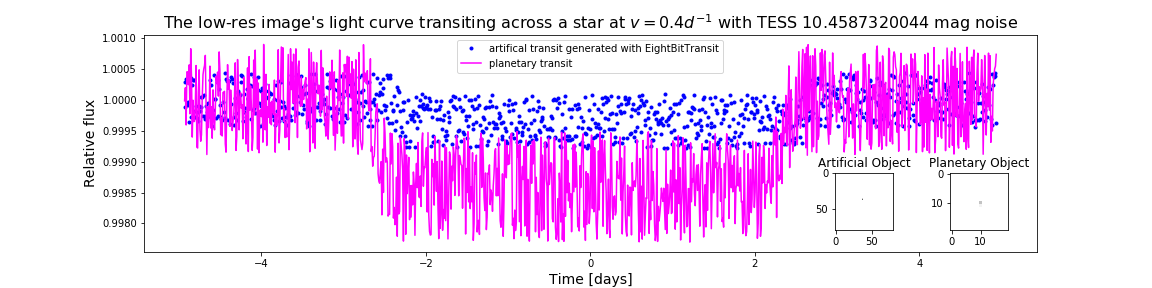 The low-res image's light curve transiting across a star at v = 0.4d⁻¹ with TESS 10.4587320044 mag noise
artifical transit generated with EightBitTransit
planetary transit
Relative flux
1.0010
1.0005
1.0000
0.9995
0.9990
0.9985
0.9980
Artificial Object
0
50
0
50
Planetary Object
0
10
0
10
−4
−2
0
2
4
Time [days]